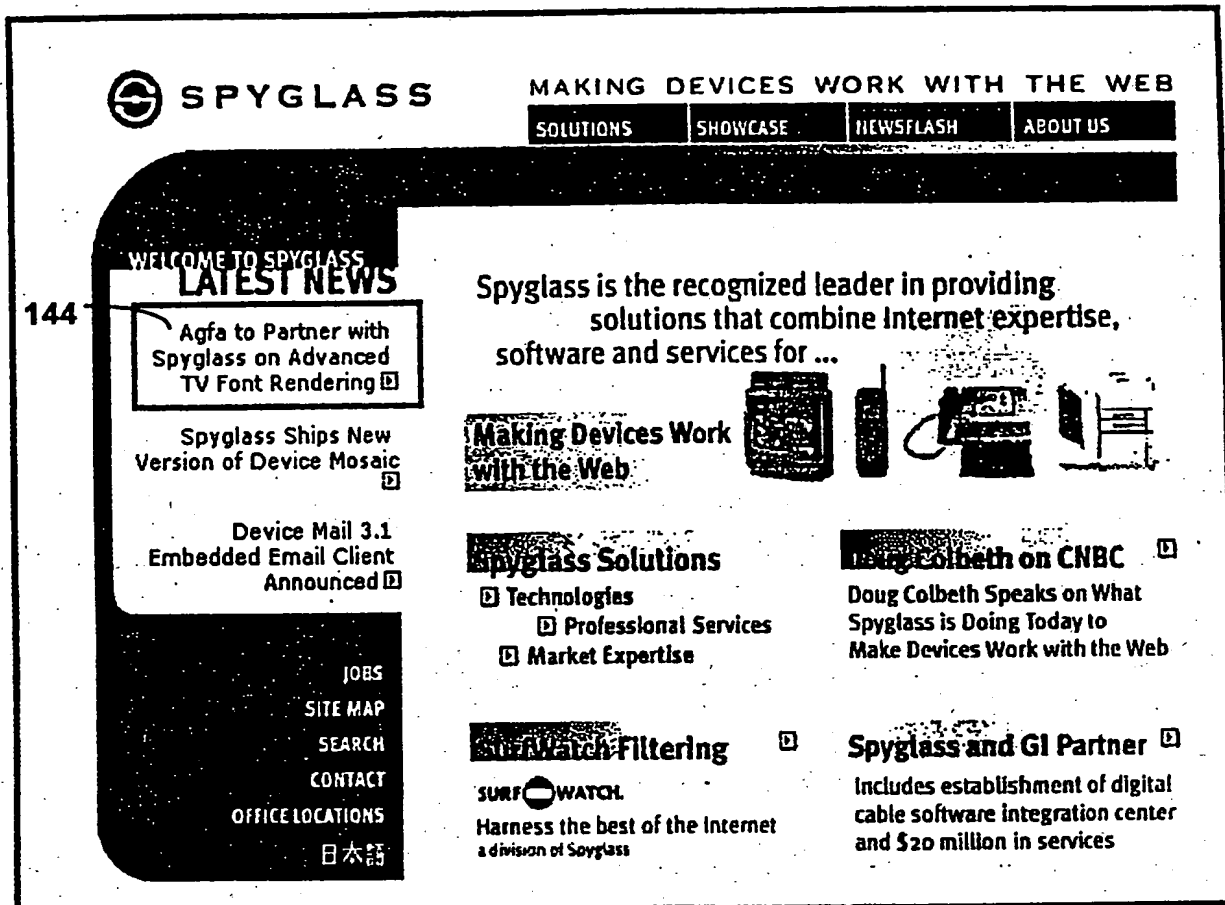 SPYGLASS
MAKING DEVICES WORK WITH THE WEB
SOLUTIONS
SHOWCASE
NEWSFLASH
ABOUT US
WELCOME TO SPYGLASS
LATEST NEWS
144
Agfa to Partner with
Spyglass on Advanced
TV Font Rendering
Spyglass Ships New
Version of Device Mosaic
Device Mail 3.1
Embedded Email Client
Announced
JOBS
SITE MAP
SEARCH
CONTACT
OFFICE LOCATIONS
日本語
Spyglass is the recognized leader in providing
solutions that combine Internet expertise,
software and services for ...
Making Devices Work
with the Web
Spyglass Solutions
Technologies
Professional Services
Market Expertise
Doug Colbeth on CNBC
Doug Colbeth Speaks on What
Spyglass is Doing Today to
Make Devices Work with the Web
SurfWatch Filtering
SURF WATCH.
Harness the best of the Internet
a division of Spyglass
Spyglass and GI Partner
Includes establishment of digital
cable software integration center
and $20 million in services